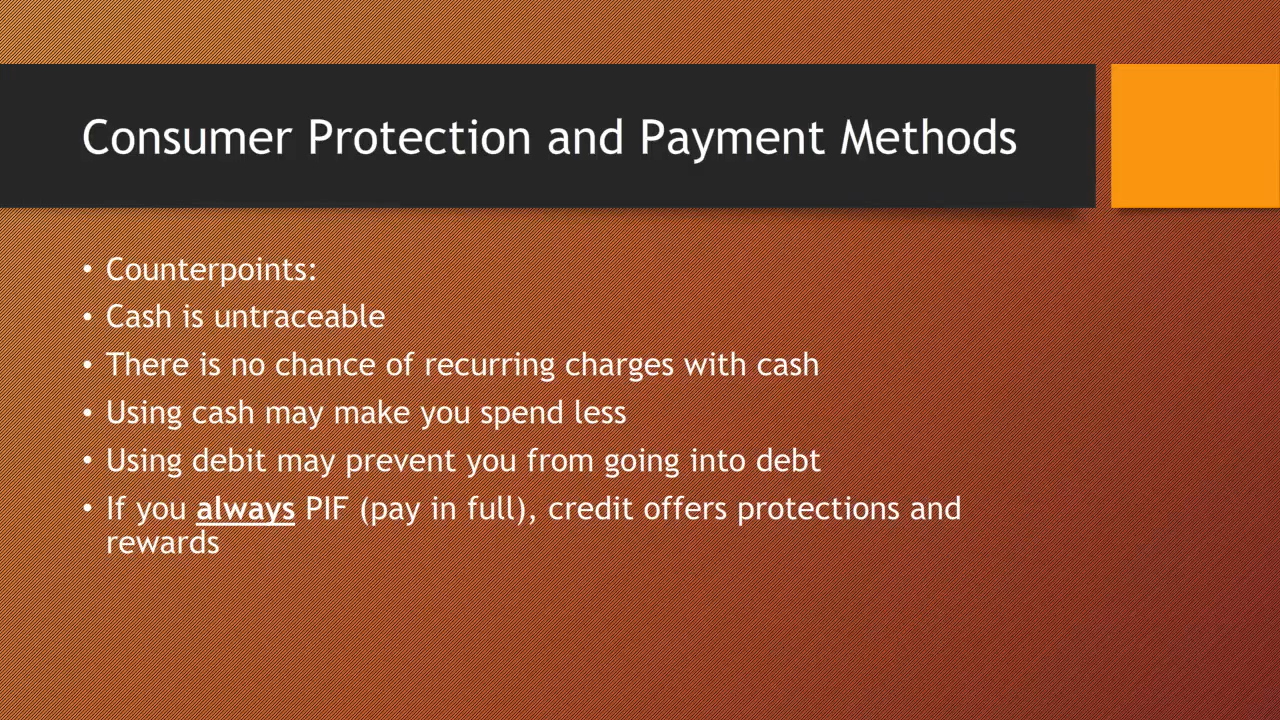 Consumer Protection and Payment Methods
• Counterpoints:
• Cash is untraceable
• There is no chance of recurring charges with cash
• Using cash may make you spend less
• Using debit may prevent you from going into debt
• If you always PIF (pay in full), credit offers protections and
rewards